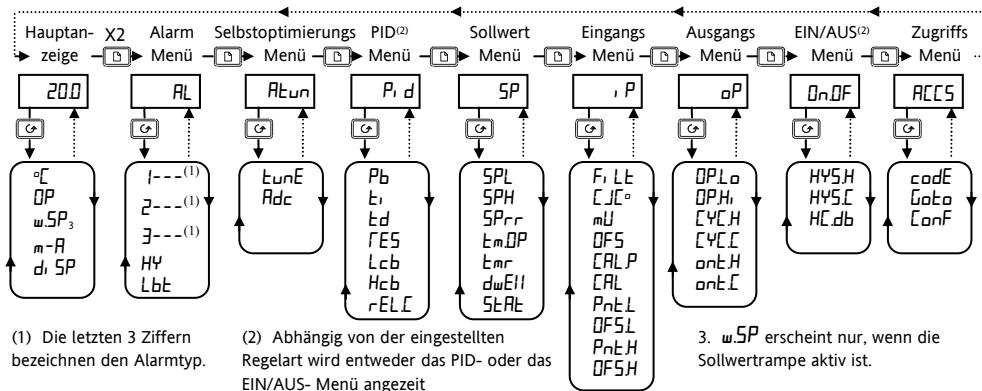 Hauptan- X2 Alarm Selbstoptimierungs PID(2) Sollwert Eingangs Ausgangs EIN/AUS(2) Zugriffs
zeige Menü Menü Menü Menü Menü Menü Menü Menü
20.0 AL Atun Pi d SP i P oP On.OF ACCS
°C
OP
w.SP3
m-A
di SP
1---(1)
2---(1)
3---(1)
HY
Lbt
tunE
Adc
Pb
ti
td
rES
Lcb
Hcb
rEL.C
SPL
SPH
SPrr
tm.OP
tmr
dwEll
StAt
Fi Lt
CJC°
mU
OFS
CAL.P
CAL
Pnt.L
OFS.L
Pnt.H
OFS.H
OP.Lo
OP.Hi
CYC.H
CYC.C
ont.H
ont.C
HYS.H
HYS.C
HC.db
codE
Goto
ConF
(1) Die letzten 3 Ziffern
bezeichnen den Alarmtyp.
(2) Abhängig von der eingestellten
Regelart wird entweder das PID- oder das
EIN/AUS- Menü angezeit
3. w.SP erscheint nur, wenn die
Sollwertrampe aktiv ist.